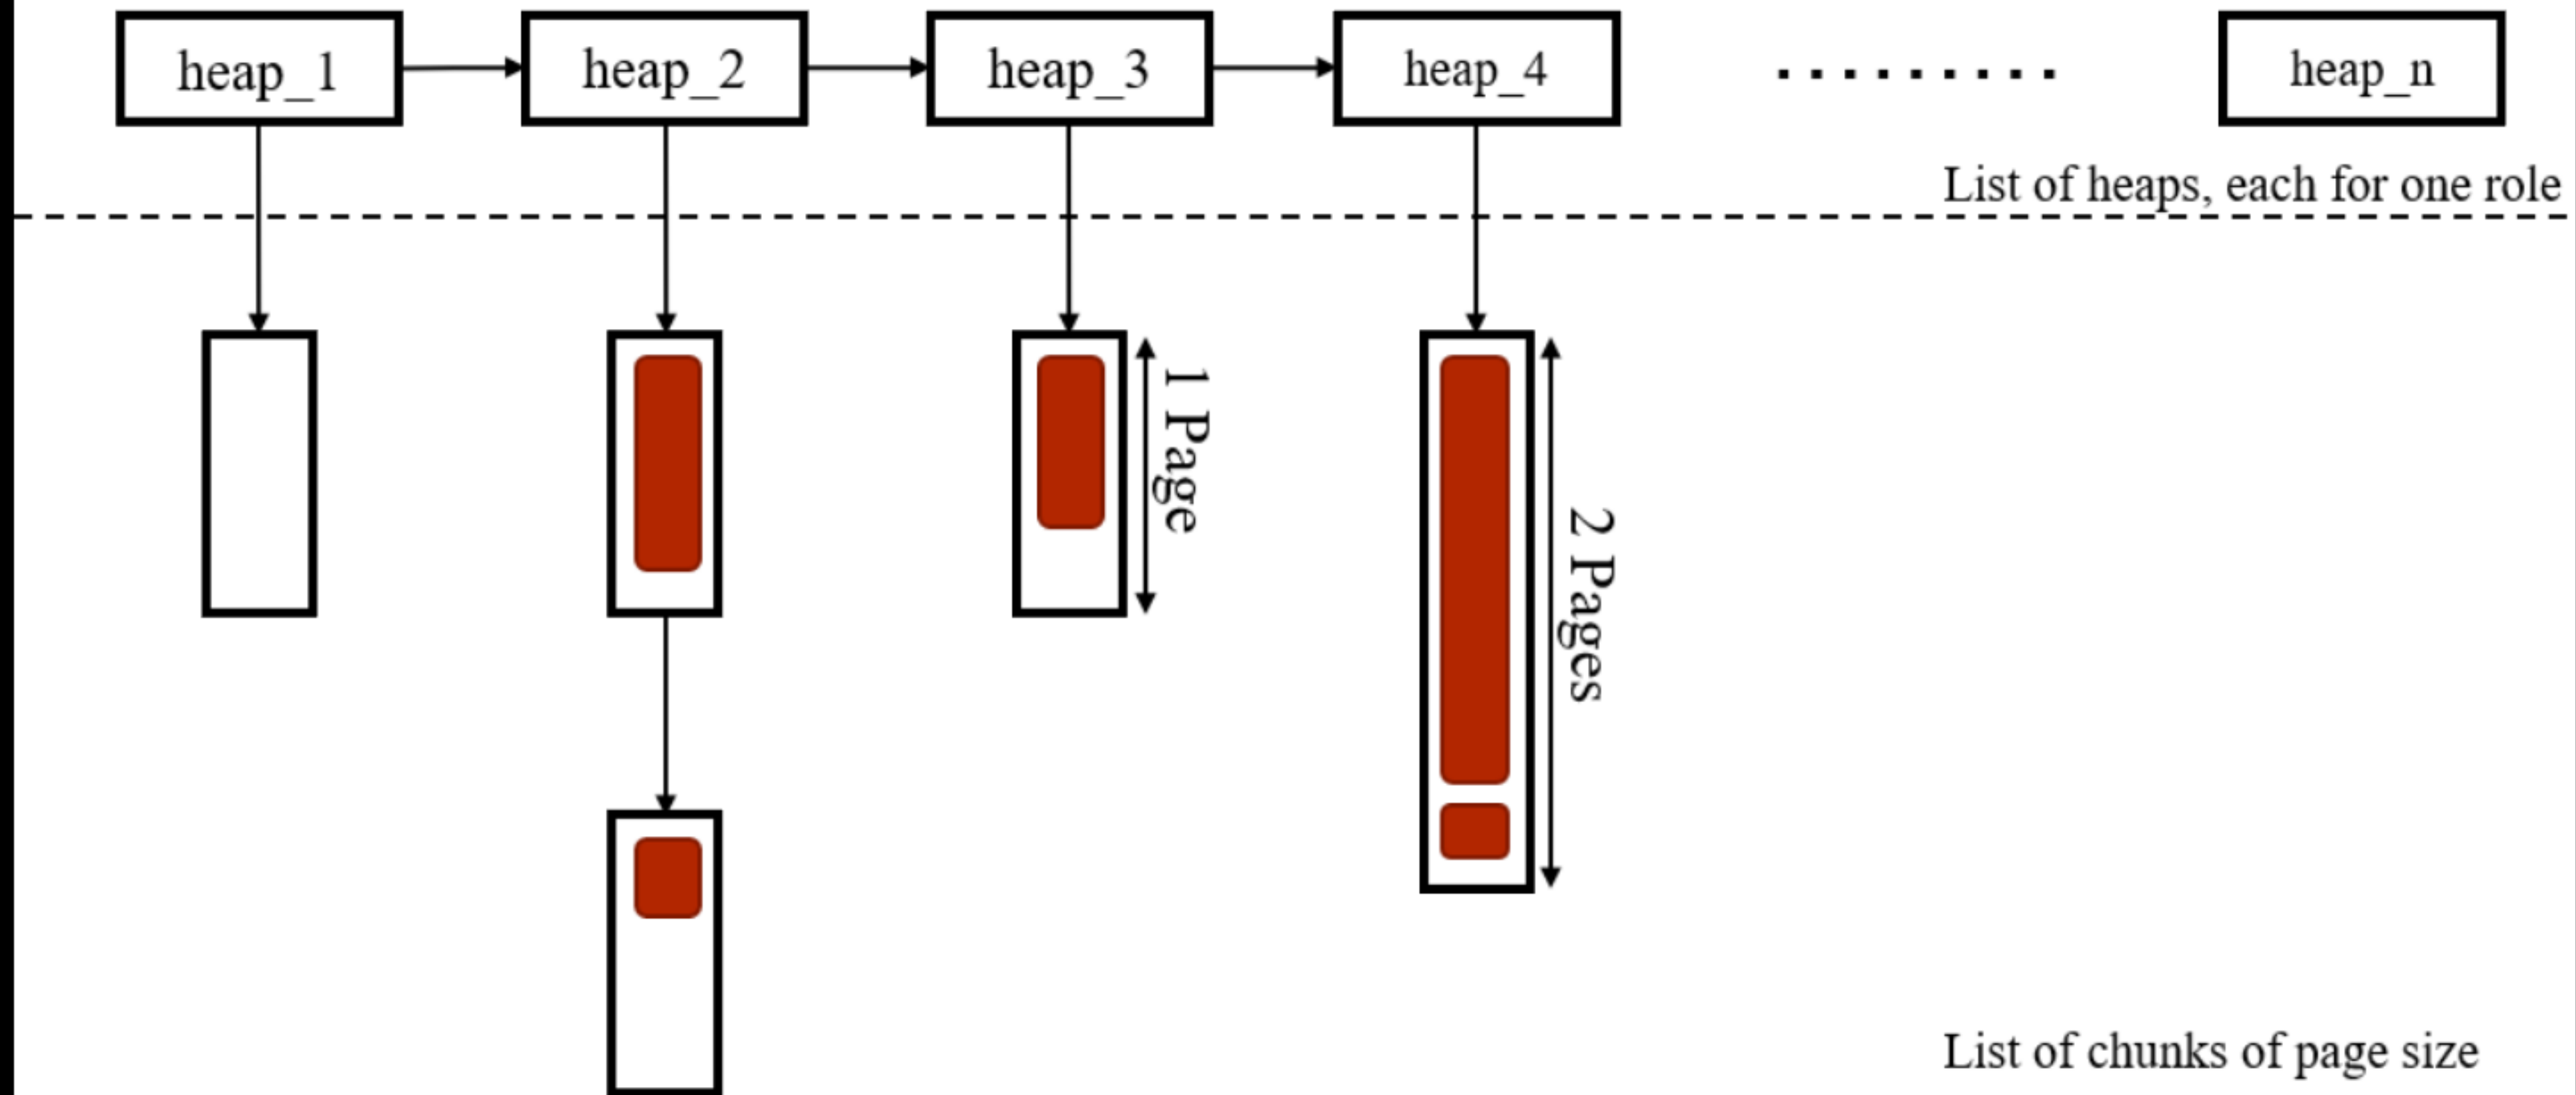 heap_1
heap_2
heap_3
heap_4
heap_n
List of heaps, each for one role
1 Page
2 Pages
List of chunks of page size